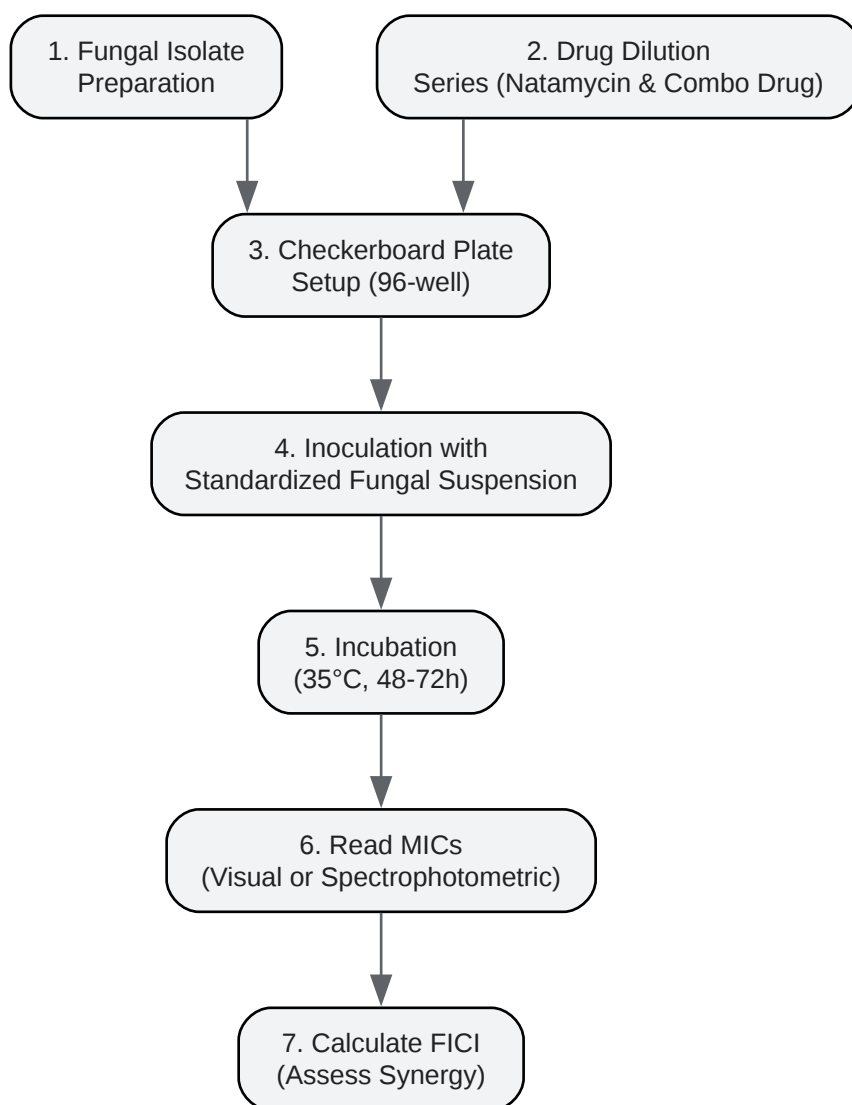 1. Fungal Isolate
Preparation
2. Drug Dilution
Series (Natamycin & Combo Drug)
3. Checkerboard Plate
Setup (96-well)
4. Inoculation with
Standardized Fungal Suspension
5. Incubation
(35°C, 48-72h)
6. Read MICs
(Visual or Spectrophotometric)
7. Calculate FICI
(Assess Synergy)